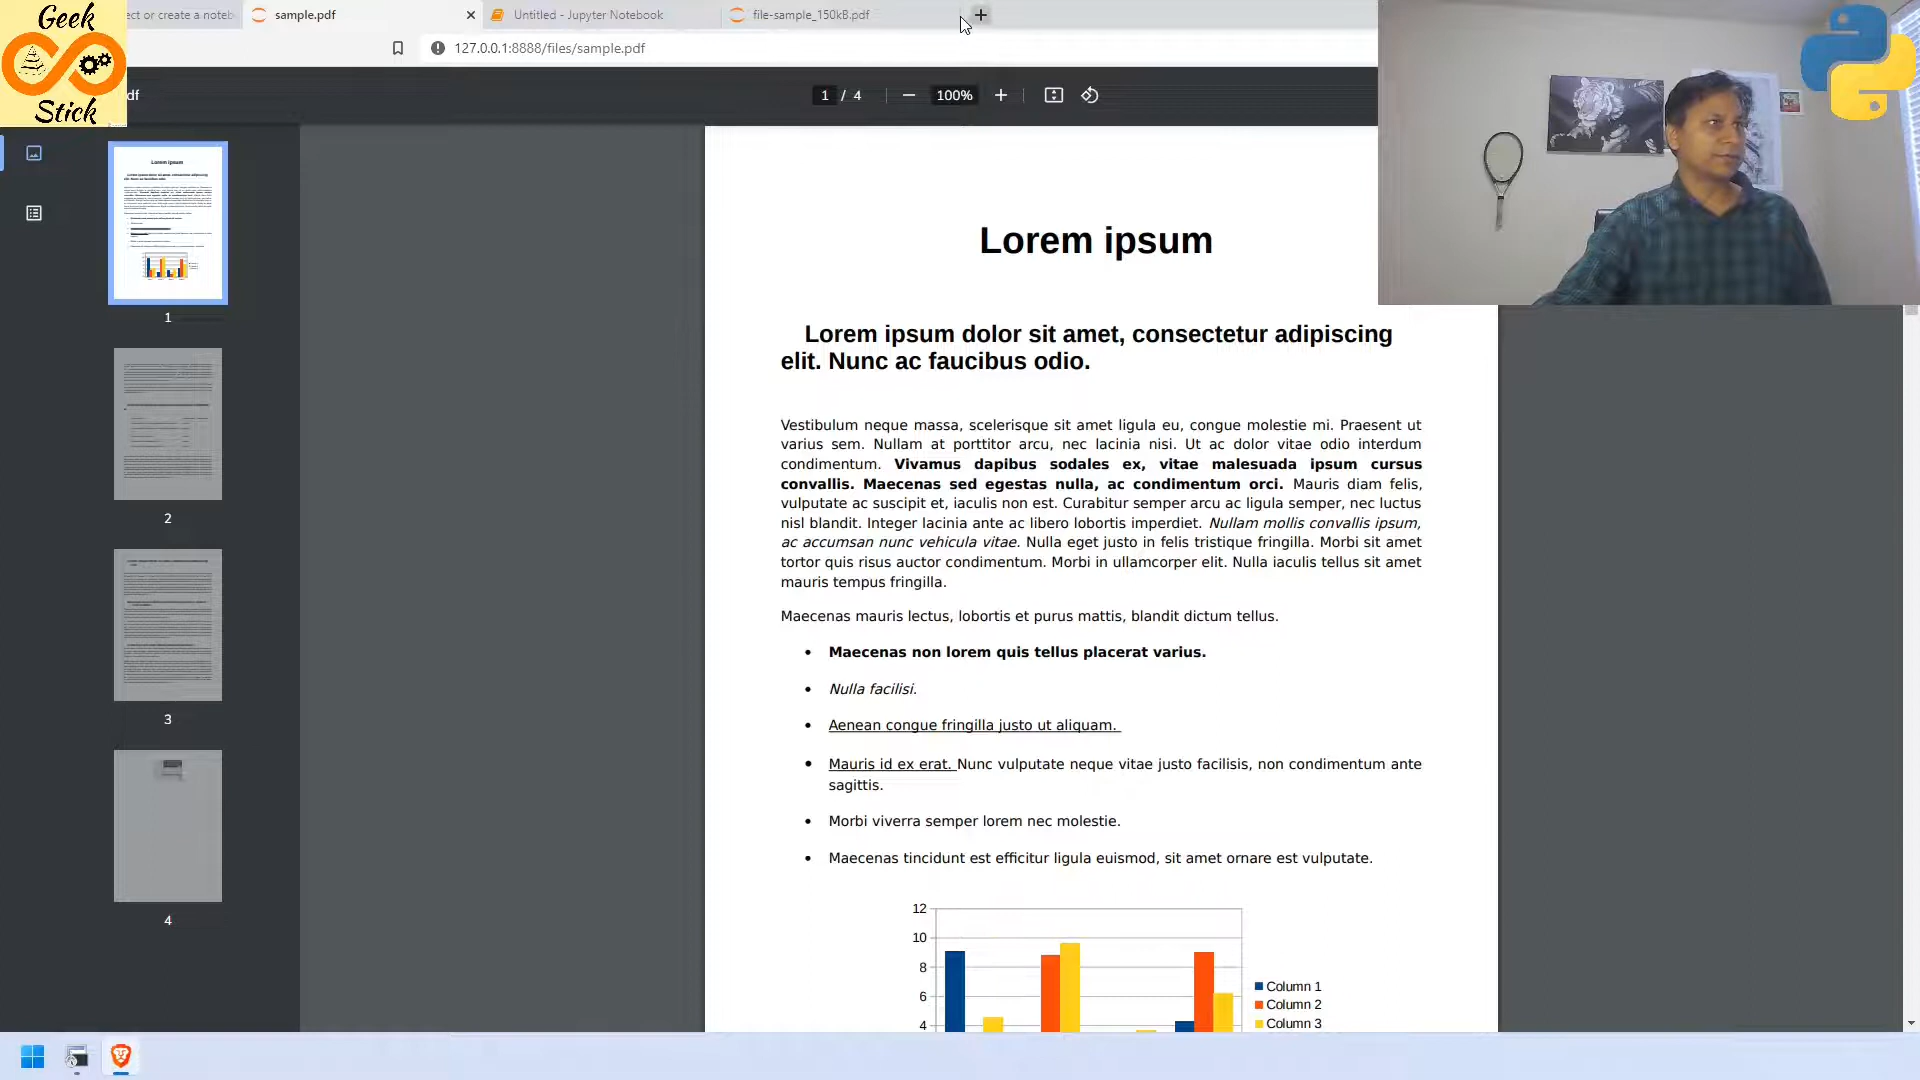 Geek
Stick
ect or create a noteb
sample.pdf
Untitled - Jupyter Notebook
file-sample_150kB.pdf
127.0.0.1:8888/files/sample.pdf
df
1 / 4
100%
Lorem ipsum
1
2
3
4
Lorem ipsum
Lorem ipsum dolor sit amet, consectetur adipiscing
elit. Nunc ac faucibus odio.
Vestibulum neque massa, scelerisque sit amet ligula eu, congue molestie mi. Praesent ut
varius sem. Nullam at porttitor arcu, nec lacinia nisi. Ut ac dolor vitae odio interdum
condimentum. Vivamus dapibus sodales ex, vitae malesuada ipsum cursus
convallis. Maecenas sed egestas nulla, ac condimentum orci. Mauris diam felis,
vulputate ac suscipit et, iaculis non est. Curabitur semper arcu ac ligula semper, nec luctus
nisl blandit. Integer lacinia ante ac libero lobortis imperdiet. Nullam mollis convallis ipsum,
ac accumsan nunc vehicula vitae. Nulla eget justo in felis tristique fringilla. Morbi sit amet
tortor quis risus auctor condimentum. Morbi in ullamcorper elit. Nulla iaculis tellus sit amet
mauris tempus fringilla.
Maecenas mauris lectus, lobortis et purus mattis, blandit dictum tellus.
• Maecenas non lorem quis tellus placerat varius.
• Nulla facilisi.
• Aenean congue fringilla justo ut aliquam.
• Mauris id ex erat. Nunc vulputate neque vitae justo facilisis, non condimentum ante
sagittis.
• Morbi viverra semper lorem nec molestie.
• Maecenas tincidunt est efficitur ligula euismod, sit amet ornare est vulputate.
12
10
8
6
4
Column 1
Column 2
Column 3